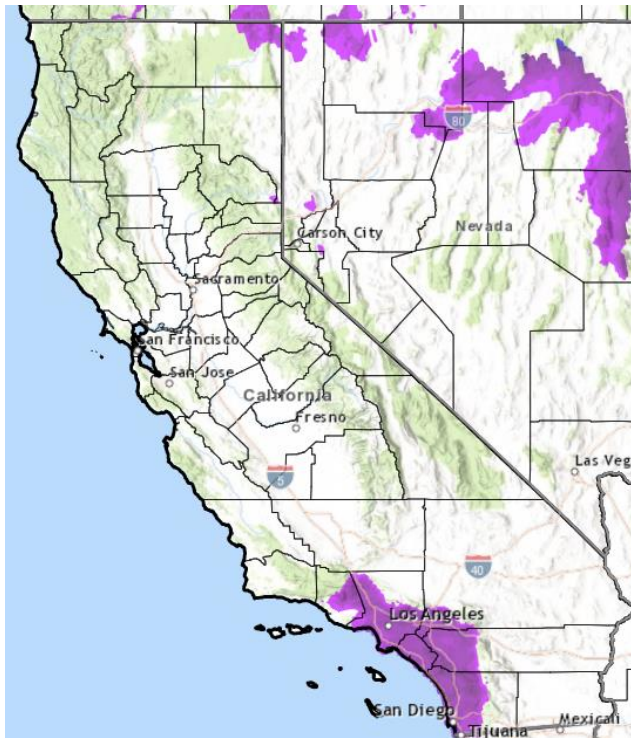 80
Carson City
Nevada
Sacramento
San Francisco
San Jose
California
Fresno
Las Veg
5
40
Los Angeles
San Diego
Mexicali
Tijuana